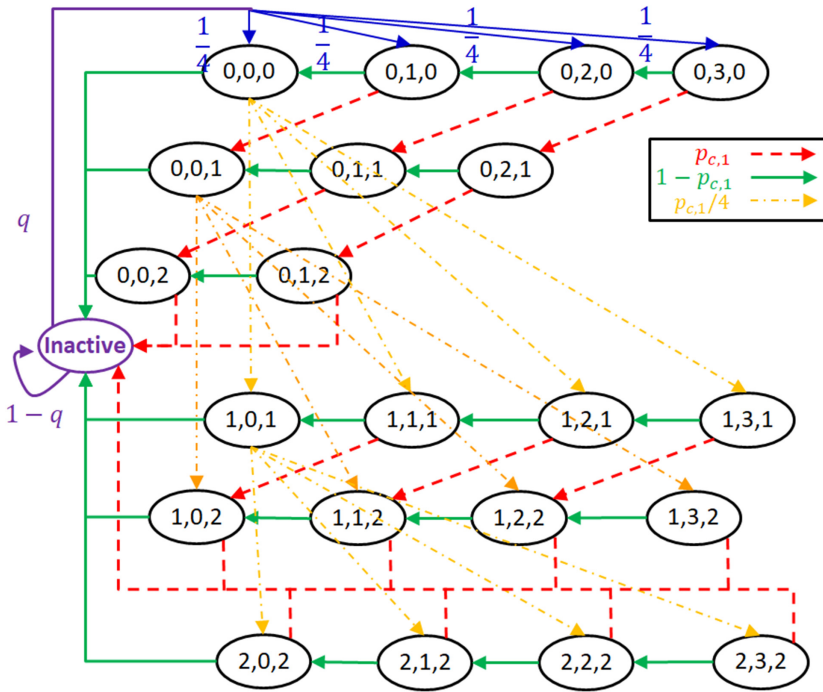 1/4 1/4 1/4 1/4
0,0,0 0,1,0 0,2,0 0,3,0
0,0,1 0,1,1 0,2,1
p_{c,1}
1 − p_{c,1}
p_{c,1}/4
q
0,0,2 0,1,2
Inactive
1 − q
1,0,1 1,1,1 1,2,1 1,3,1
1,0,2 1,1,2 1,2,2 1,3,2
2,0,2 2,1,2 2,2,2 2,3,2